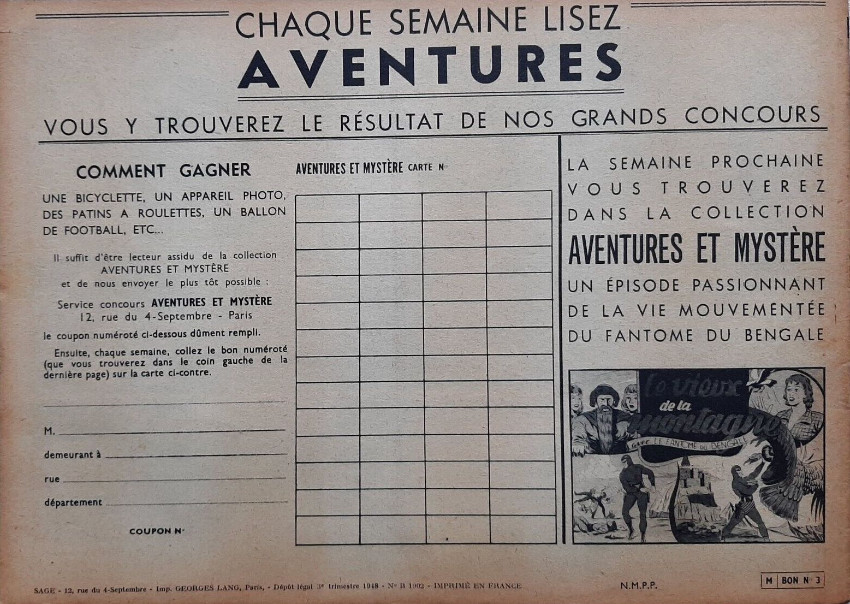 CHAQUE SEMAINE LISEZ
AVENTURES
VOUS Y TROUVEREZ LE RÉSULTAT DE NOS GRANDS CONCOURS
COMMENT GAGNER
UNE BICYCLETTE, UN APPAREIL PHOTO,
DES PATINS A ROULETTES, UN BALLON
DE FOOTBALL, ETC...
Il suffit d'être lecteur assidu de la collection
AVENTURES ET MYSTÈRE
et de nous envoyer le plus tôt possible :
Service concours AVENTURES ET MYSTÈRE
12, rue du 4-Septembre - Paris
le coupon numéroté ci-dessous dûment rempli.
Ensuite, chaque semaine, collez le bon numéroté
(que vous trouverez dans le coin gauche de la
dernière page) sur la carte ci-contre.
M.
demeurant à
rue
département
COUPON N°
AVENTURES ET MYSTÈRE CARTE N°
LA SEMAINE PROCHAINE
VOUS TROUVEREZ
DANS LA COLLECTION
AVENTURES ET MYSTÈRE
UN ÉPISODE PASSIONNANT
DE LA VIE MOUVEMENTÉE
DU FANTOME DU BENGALE
Le vieux
de la
montagne
avec LE FANTOME DU BENGALE
SAGE - 12, rue du 4-Septembre - Imp. GEORGES LANG, Paris, - Dépôt légal 3e trimestre 1948 - N° R 1002 - IMPRIMÉ EN FRANCE
N.M.P.P.
M BON N° 3